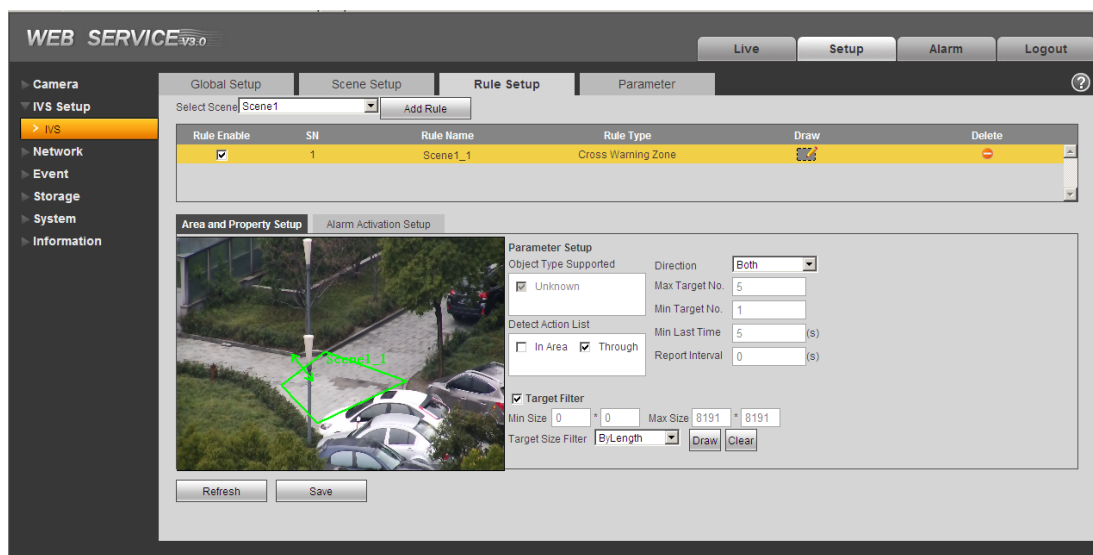 WEB SERVICE-V3.0
Live Setup Alarm Logout
Camera
IVS Setup
> IVS
Network
Event
Storage
System
Information
Global Setup Scene Setup Rule Setup Parameter ?
Select Scene Scene1 Add Rule
Rule Enable SN Rule Name Rule Type Draw Delete
1 Scene1_1 Cross Warning Zone
Area and Property Setup Alarm Activation Setup
Scene1_1
Parameter Setup
Object Type Supported
Unknown
Detect Action List
In Area Through
Direction Both
Max Target No. 5
Min Target No. 1
Min Last Time 5 (s)
Report Interval 0 (s)
Target Filter
Min Size 0 * 0 Max Size 8191 * 8191
Target Size Filter ByLength Draw Clear
Refresh Save